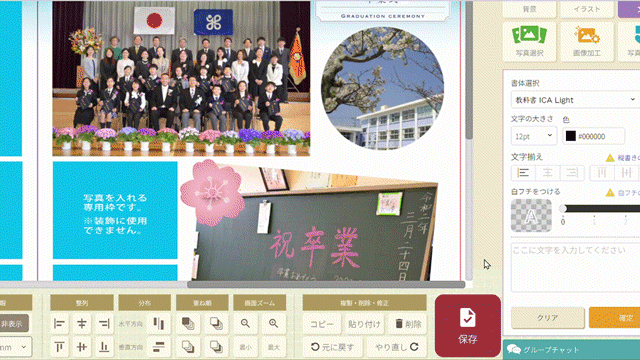 GRADUATION CEREMONY
写真を入れる
専用枠です。
※装飾に使用
できません。
祝卒業
令和二年
三月二十四日
背景
イラスト
写真選択
画像加工
書体選択
教科書 ICA Light
文字の大きさ
色
12pt
#000000
文字揃え
縦書き
白フチをつける
A
0
ここに文字を入力してください
クリア
確定
グループチャット
非表示
整列
分布
水平方向
垂直方向
重ね順
画面ズーム
最小
最大
複製・削除・修正
コピー
貼り付け
削除
元に戻す
やり直し
保存